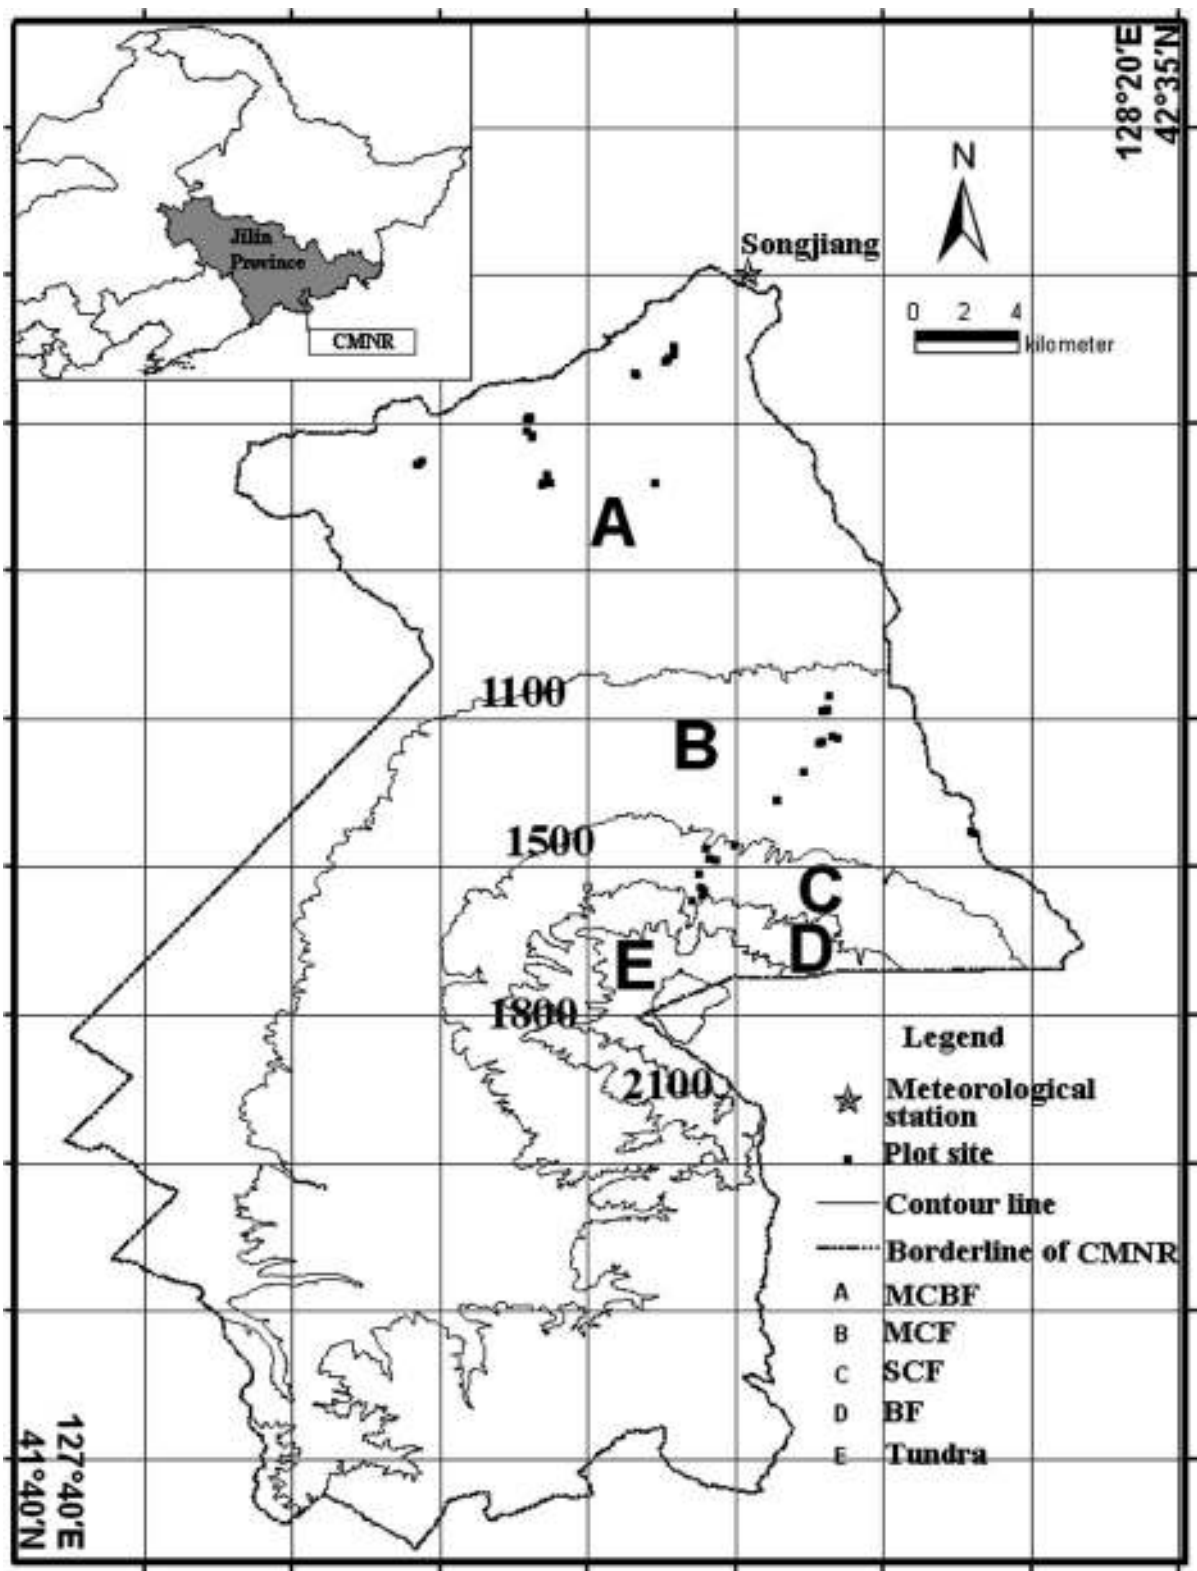 128°20'E
42°35'N
N
Songjiang
0 2 4
kilometer
Jilin
Province
CMNR
A
1100
B
1500
C
D
E
1800
2100
Legend
Meteorological
station
Plot site
Contour line
Borderline of CMNR
A MCBF
B MCF
C SCF
D BF
E Tundra
127°40'E
41°40'N